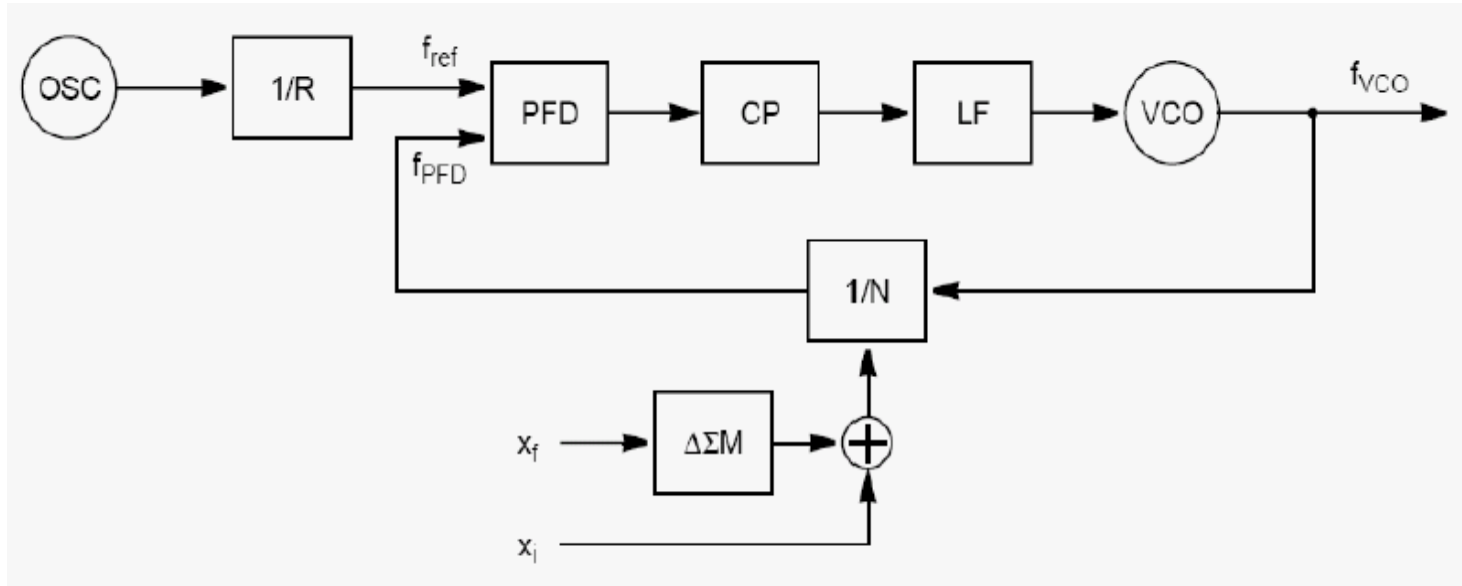 OSC
1/R
f_ref
f_PFD
PFD
CP
LF
VCO
f_VCO
1/N
x_f
ΔΣM
+
x_i